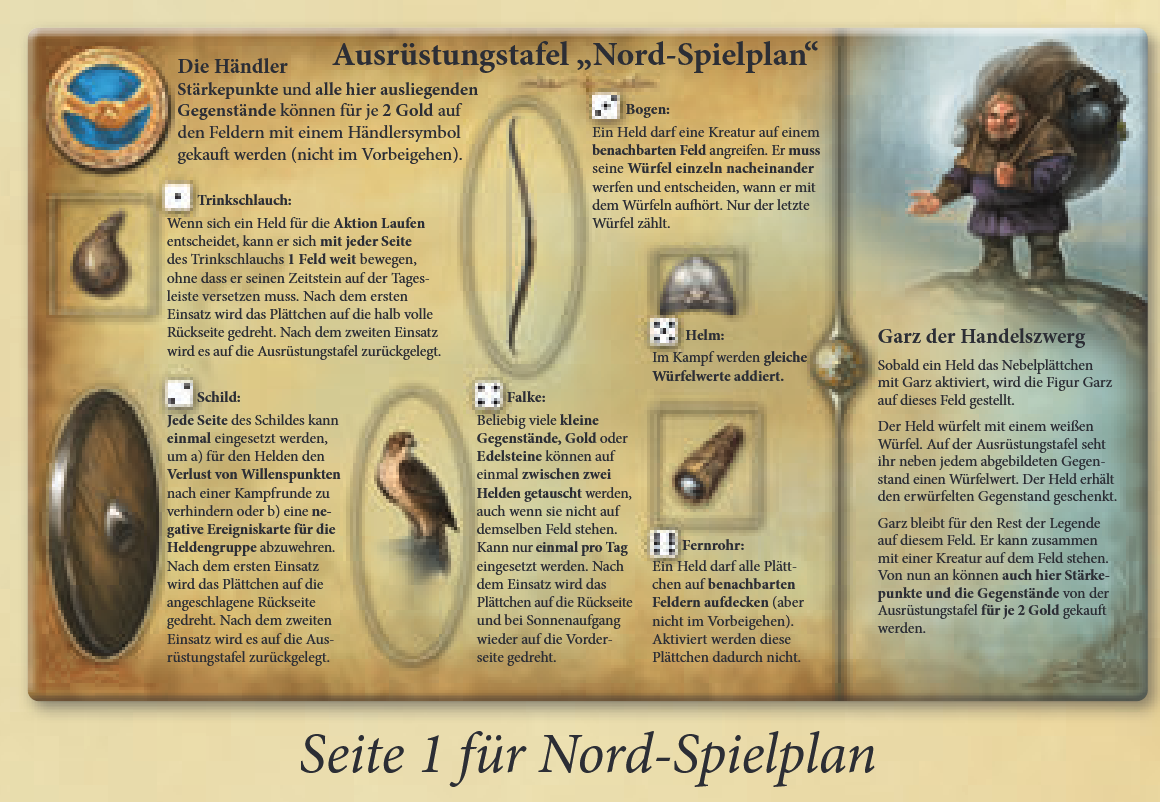 Ausrüstungstafel „Nord-Spielplan“
Die Händler
Stärkepunkte und alle hier ausliegenden
Gegenstände können für je 2 Gold auf
den Feldern mit einem Händlersymbol
gekauft werden (nicht im Vorbeigehen).
Trinkschlauch:
Wenn sich ein Held für die Aktion Laufen
entscheidet, kann er sich mit jeder Seite
des Trinkschlauchs 1 Feld weit bewegen,
ohne dass er seinen Zeitstein auf der Tages-
leiste versetzen muss. Nach dem ersten
Einsatz wird das Plättchen auf die halb volle
Rückseite gedreht. Nach dem zweiten Einsatz
wird es auf die Ausrüstungstafel zurückgelegt.
Schild:
Jede Seite des Schildes kann
einmal eingesetzt werden,
um a) für den Helden den
Verlust von Willenspunkten
nach einer Kampfrunde zu
verhindern oder b) eine ne-
gative Ereigniskarte für die
Heldengruppe abzuwehren.
Nach dem ersten Einsatz
wird das Plättchen auf die
angeschlagene Rückseite
gedreht. Nach dem zweiten
Einsatz wird es auf die Aus-
rüstungstafel zurückgelegt.
Falke:
Beliebig viele kleine
Gegenstände, Gold oder
Edelsteine können auf
einmal zwischen zwei
Helden getauscht werden,
auch wenn sie nicht auf
demselben Feld stehen.
Kann nur einmal pro Tag
eingesetzt werden. Nach
dem Einsatz wird das
Plättchen auf die Rückseite
und bei Sonnenaufgang
wieder auf die Vorder-
seite gedreht.
Bogen:
Ein Held darf eine Kreatur auf einem
benachbarten Feld angreifen. Er muss
seine Würfel einzeln nacheinander
werfen und entscheiden, wann er mit
dem Würfeln aufhört. Nur der letzte
Würfel zählt.
Helm:
Im Kampf werden gleiche
Würfelwerte addiert.
Fernrohr:
Ein Held darf alle Plätt-
chen auf benachbarten
Feldern aufdecken (aber
nicht im Vorbeigehen).
Aktiviert werden diese
Plättchen dadurch nicht.
Garz der Handelszwerg
Sobald ein Held das Nebelplättchen
mit Garz aktiviert, wird die Figur Garz
auf dieses Feld gestellt.
Der Held würfelt mit einem weißen
Würfel. Auf der Ausrüstungstafel seht
ihr neben jedem abgebildeten Gegen-
stand einen Würfelwert. Der Held erhält
den erwürfelten Gegenstand geschenkt.
Garz bleibt für den Rest der Legende
auf diesem Feld. Er kann zusammen
mit einer Kreatur auf dem Feld stehen.
Von nun an können auch hier Stärke-
punkte und die Gegenstände von der
Ausrüstungstafel für je 2 Gold gekauft
werden.
Seite 1 für Nord-Spielplan